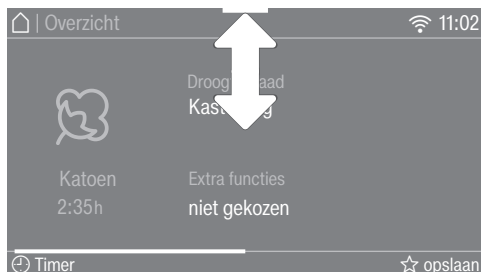 | Overzicht
11:02
Katoen
2:35h
Extra functies
niet gekozen
Timer
opslaan